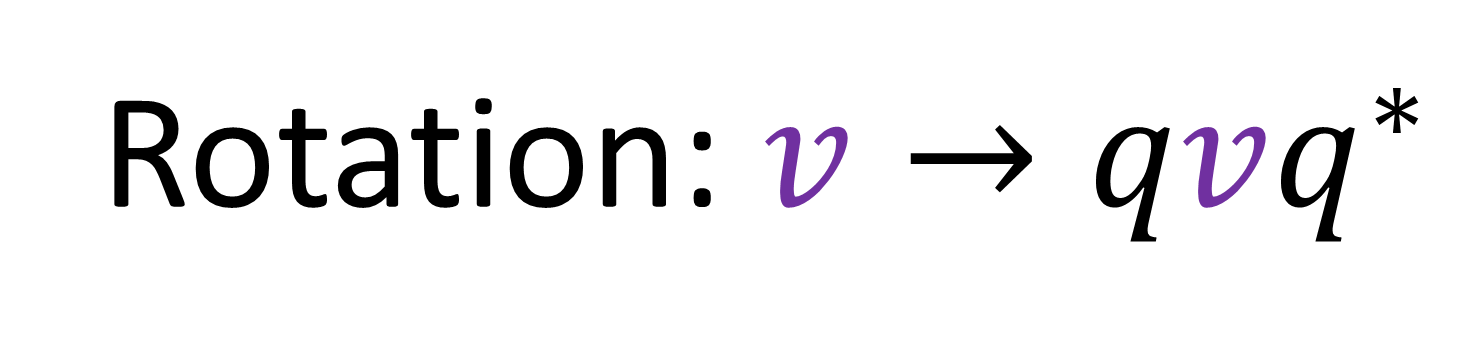 Rotation: v → qvq*